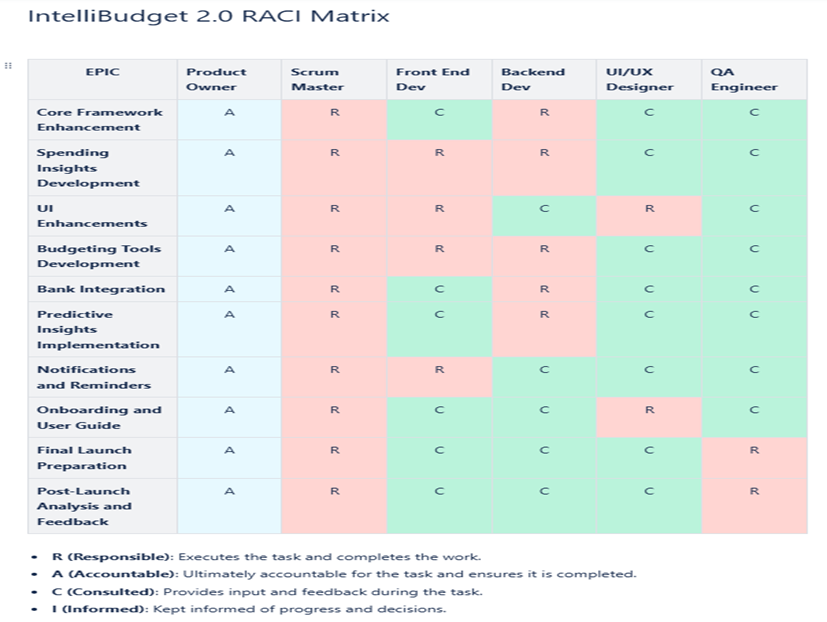 IntelliBudget 2.0 RACI Matrix
EPIC Product Owner Scrum Master Front End Dev Backend Dev UI/UX Designer QA Engineer
Core Framework Enhancement A R C R C C
Spending Insights Development A R R R C C
UI Enhancements A R R C R C
Budgeting Tools Development A R R R C C
Bank Integration A R C R C C
Predictive Insights Implementation A R C R C C
Notifications and Reminders A R R C C C
Onboarding and User Guide A R C C R C
Final Launch Preparation A R C C C R
Post-Launch Analysis and Feedback A R C C C R
• R (Responsible): Executes the task and completes the work.
• A (Accountable): Ultimately accountable for the task and ensures it is completed.
• C (Consulted): Provides input and feedback during the task.
• I (Informed): Kept informed of progress and decisions.